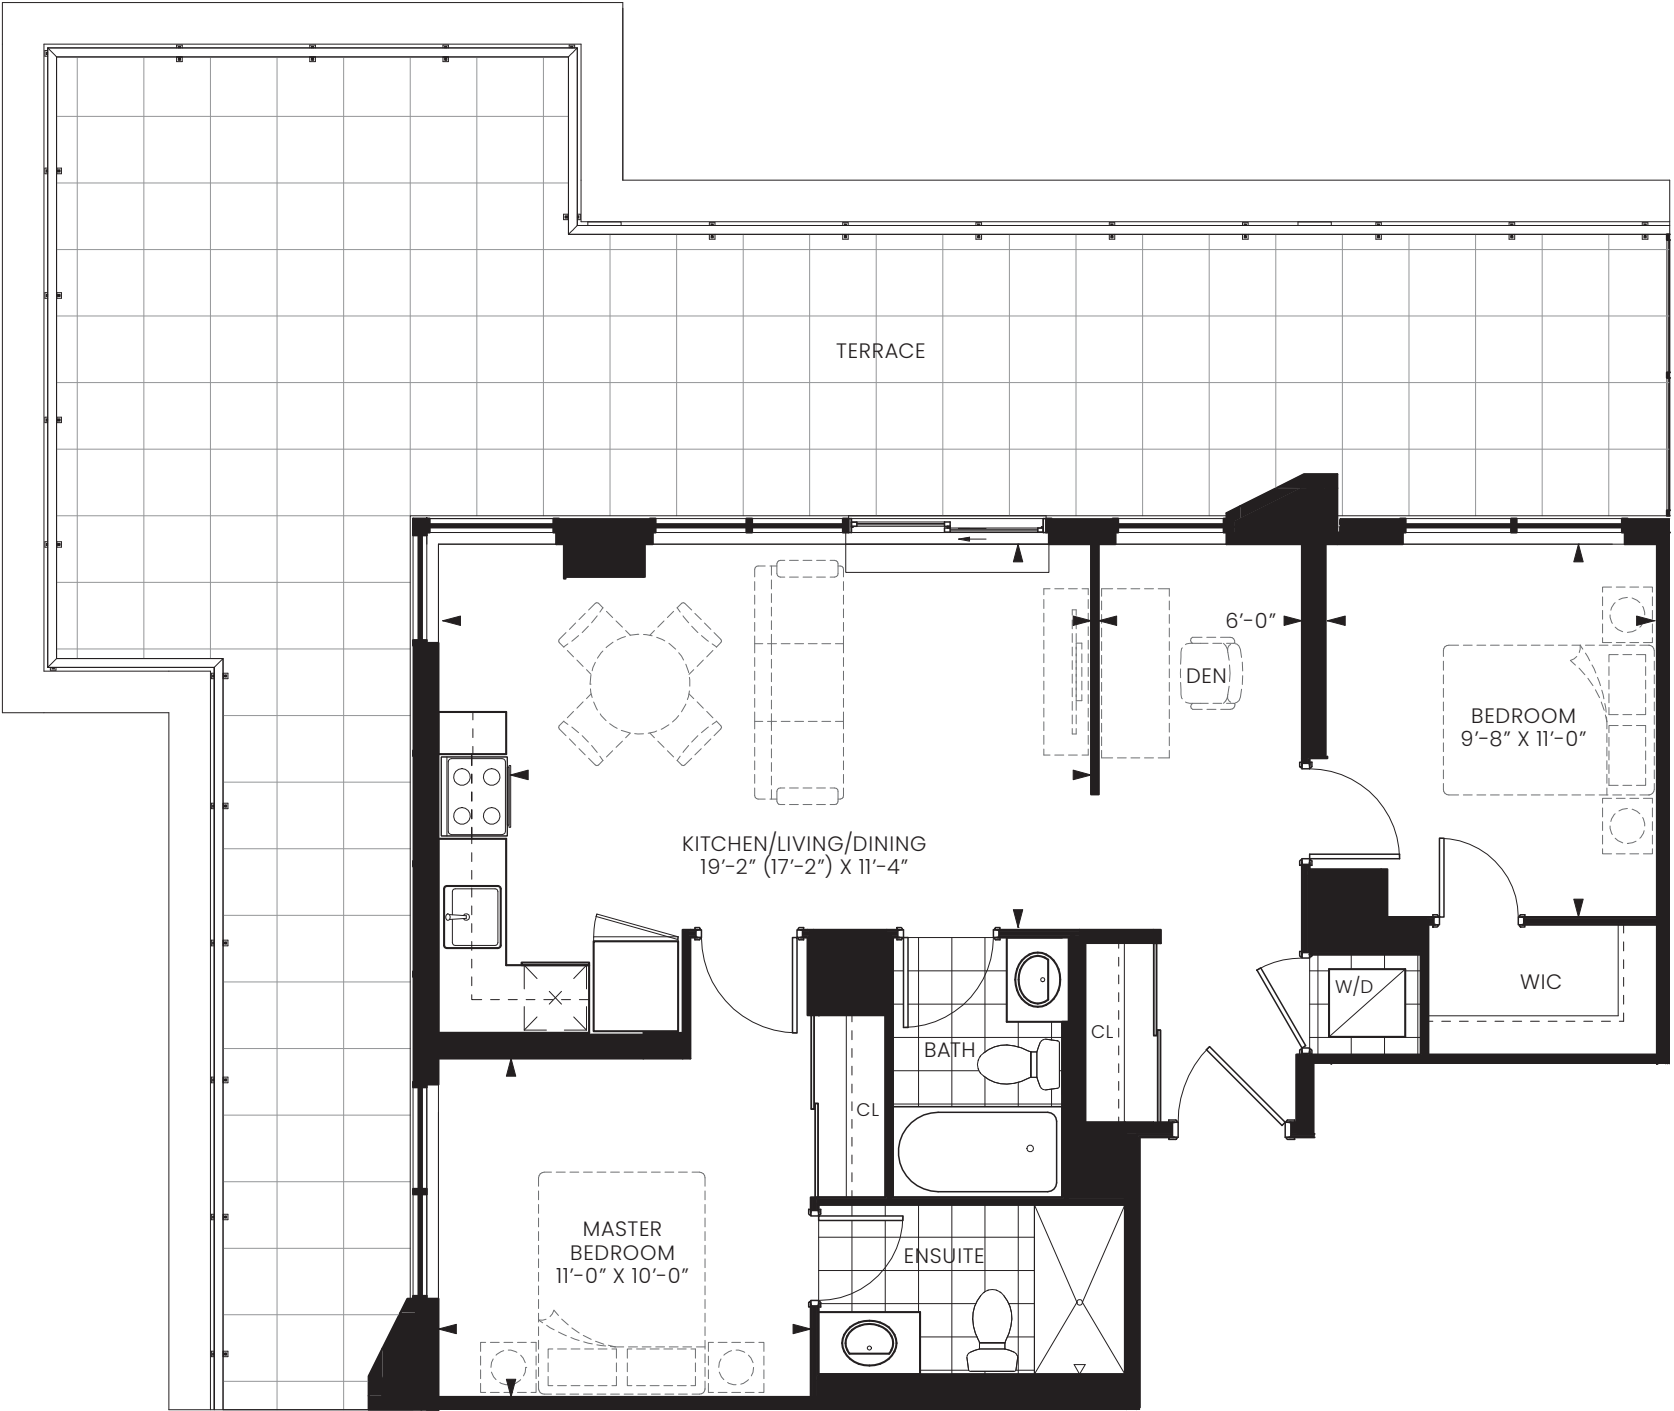 TERRACE
6’-0”
DEN
BEDROOM
9’-8” X 11’-0”
KITCHEN/LIVING/DINING
19’-2” (17’-2”) X 11’-4”
W/D
WIC
CL
BATH
CL
MASTER
BEDROOM
11’-0” X 10’-0”
ENSUITE